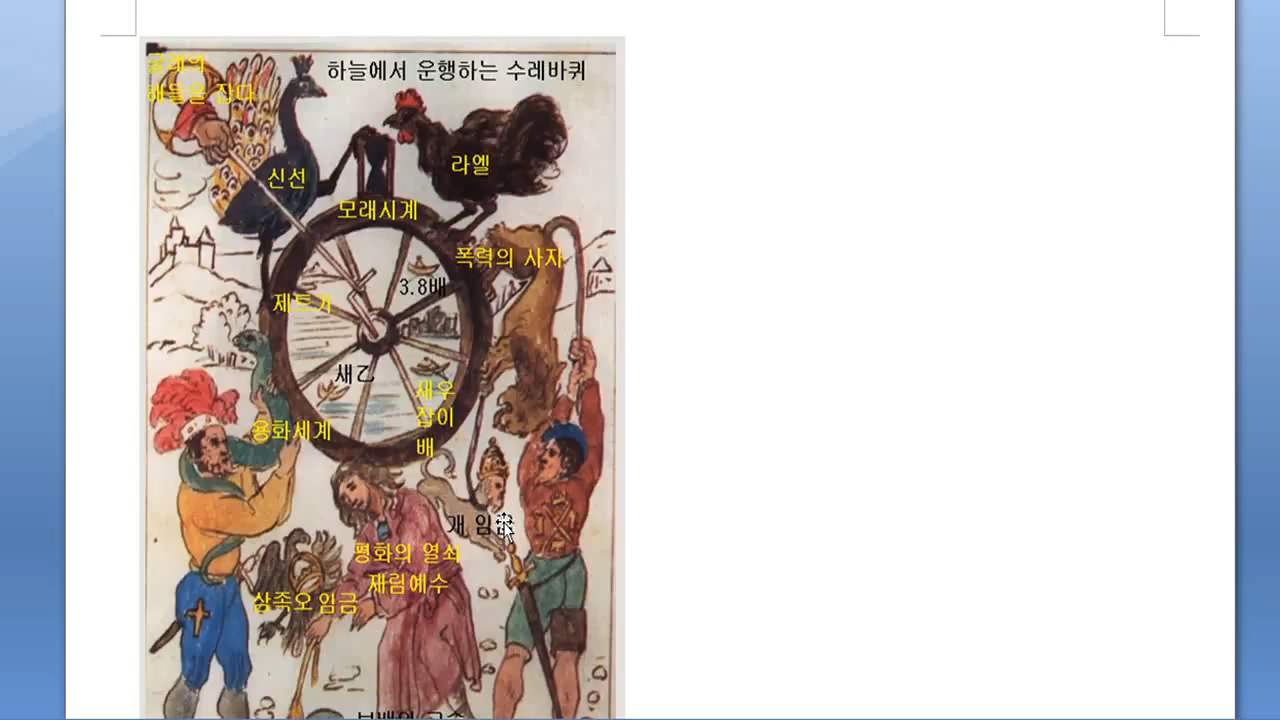 굴레의
해들을 잡다
하늘에서 운행하는 수레바퀴
신선
라엘
모래시계
폭력의 사자
3.8배
제트기
새乙
새우
잡이
배
용화세계
개 임금
평화의 열쇠
재림예수
삼족오 임금